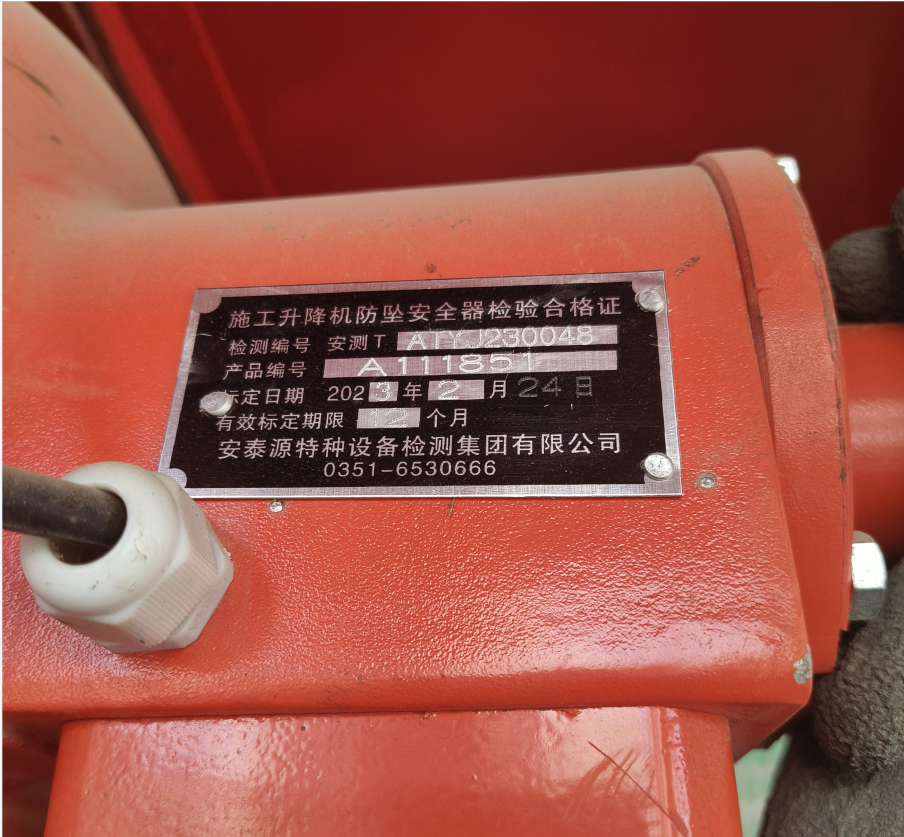 施工升降机防坠安全器检验合格证
检测编号 安测T ATYJ230048
产品编号 A111851
标定日期 2023年2月24日
有效标定期限 12个月
安泰源特种设备检测集团有限公司
0351-6530666